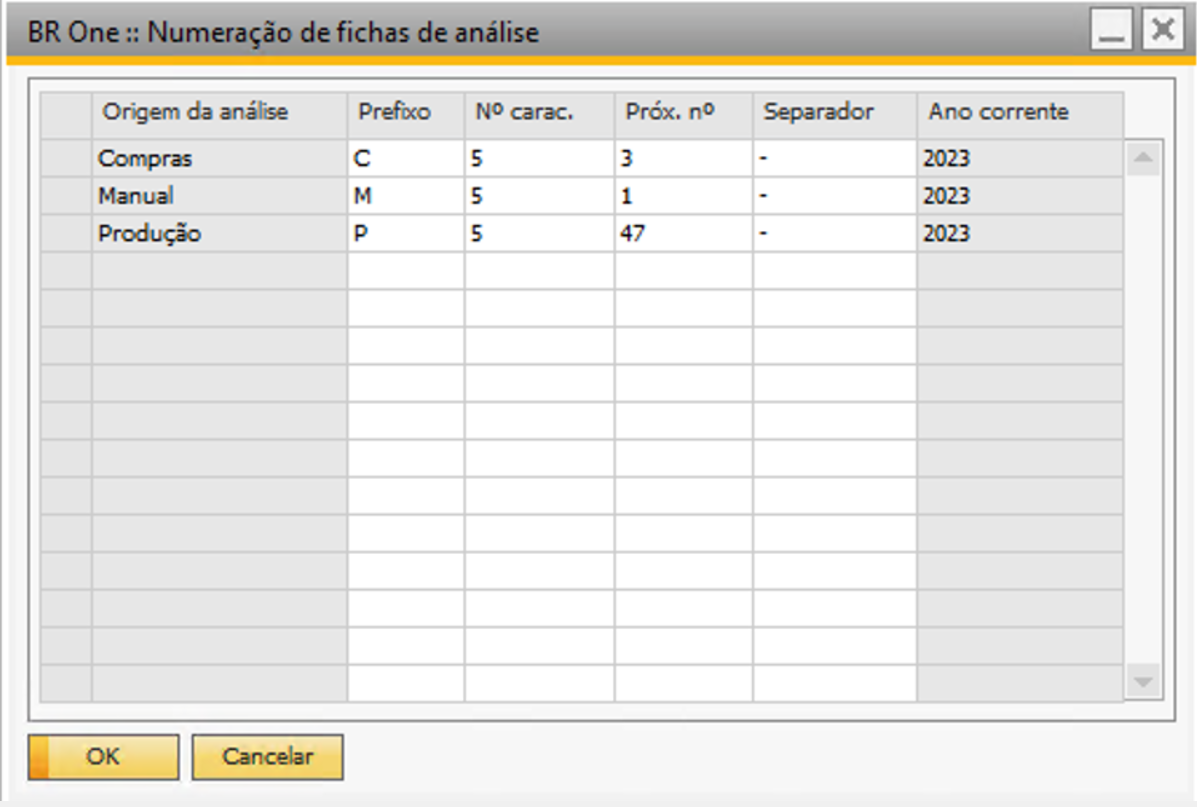 BR One :: Numeração de fichas de análise
Origem da análise Prefixo Nº carac. Próx. nº Separador Ano corrente
Compras C 5 3 - 2023
Manual M 5 1 - 2023
Produção P 5 47 - 2023
OK Cancelar